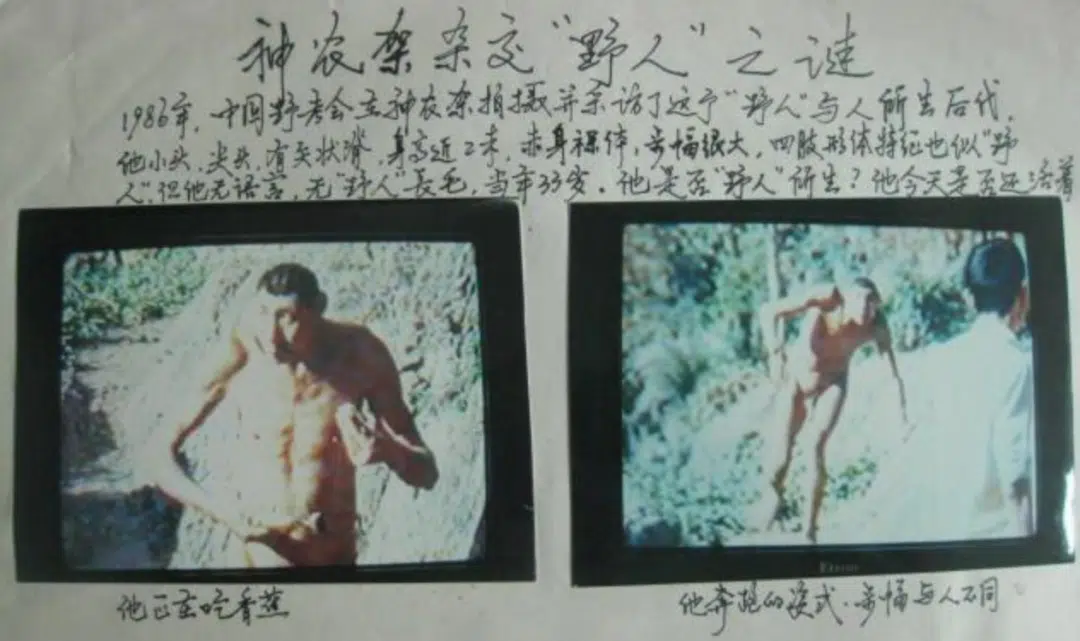 神农架杂交“野人”之谜
1986年，中国野考会在神农架拍摄并采访了这个“野人”与人所生后代，
他小头，尖头，有矢状脊，身高近2米，赤身裸体，步幅很大，四肢形体特征也似“野
人”，但他无语言，无“野人”长毛，当年33岁。他是否“野人”所生？他今天是否还活着
他正在吃香蕉
他奔跑的姿式，步幅与人不同